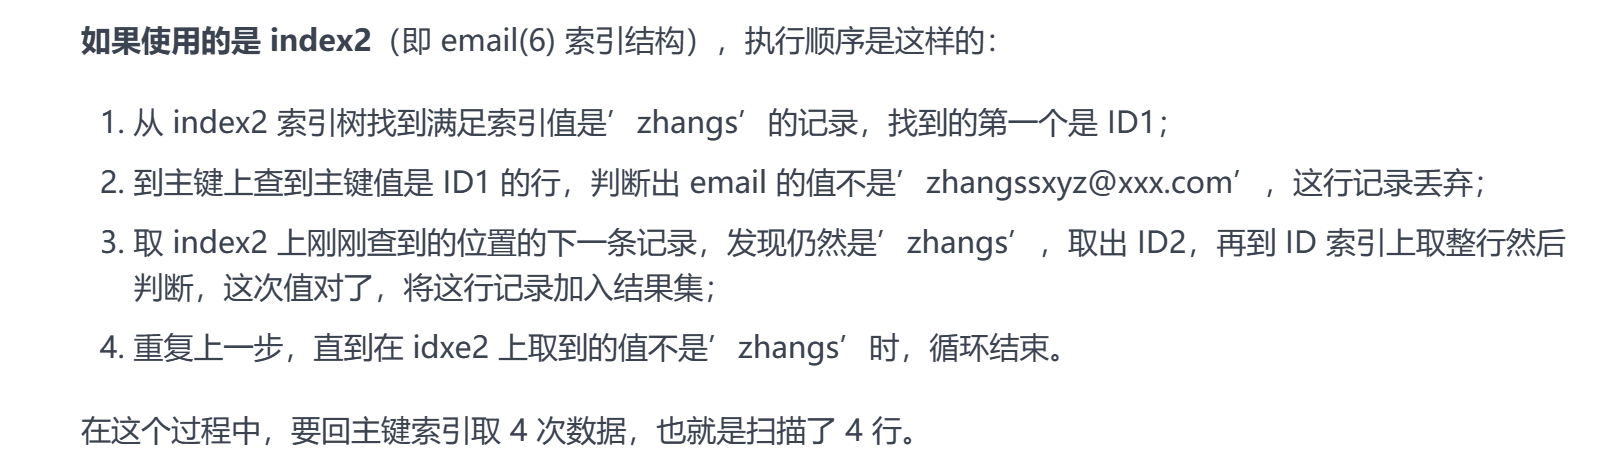 如果使用的是 index2（即 email(6) 索引结构），执行顺序是这样的：
1. 从 index2 索引树找到满足索引值是’zhangs’的记录，找到的第一个是 ID1；
2. 到主键上查到主键值是 ID1 的行，判断出 email 的值不是’zhangssxyz@xxx.com’，这行记录丢弃；
3. 取 index2 上刚刚查到的位置的下一条记录，发现仍然是’zhangs’，取出 ID2，再到 ID 索引上取整行然后
判断，这次值对了，将这行记录加入结果集；
4. 重复上一步，直到在 idxe2 上取到的值不是’zhangs’时，循环结束。
在这个过程中，要回主键索引取 4 次数据，也就是扫描了 4 行。